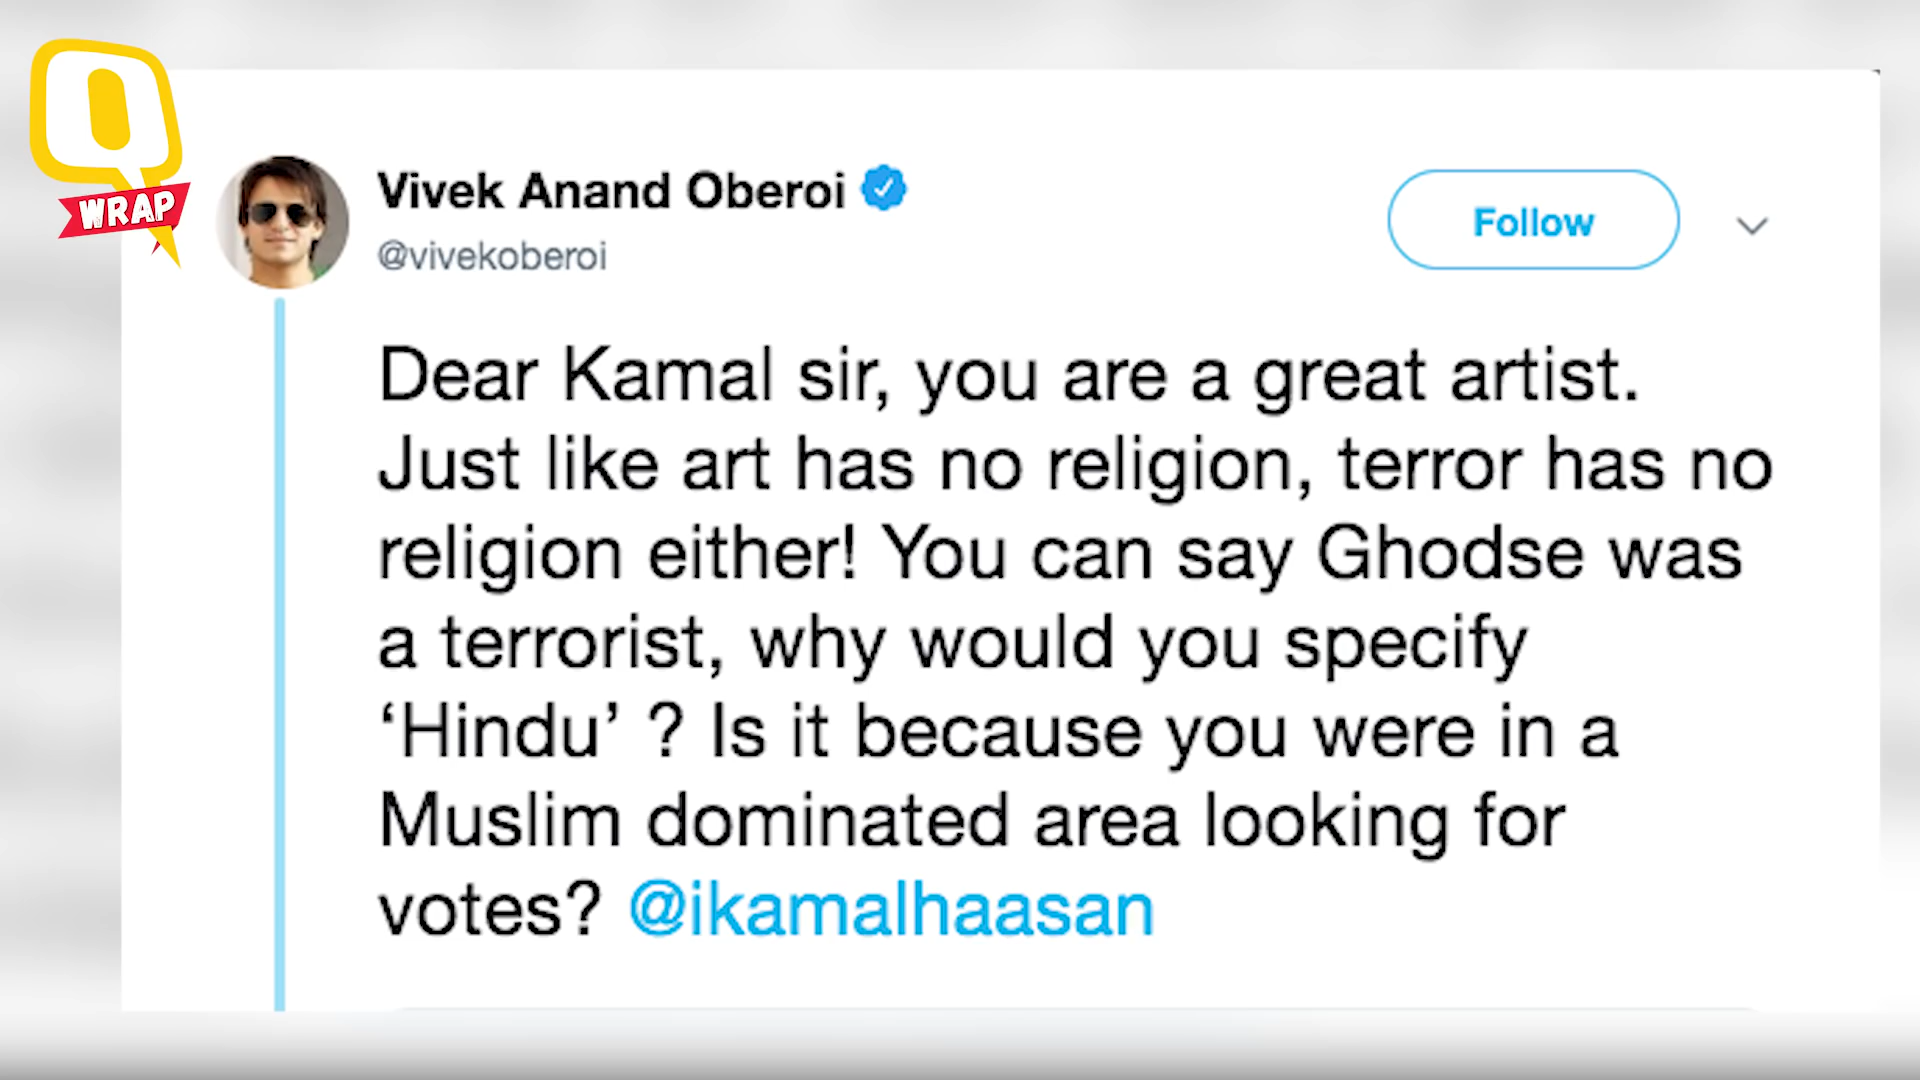 Q
WRAP
Vivek Anand Oberoi
@vivekoberoi
Follow
Dear Kamal sir, you are a great artist.
Just like art has no religion, terror has no
religion either! You can say Ghodse was
a terrorist, why would you specify
‘Hindu’ ? Is it because you were in a
Muslim dominated area looking for
votes? @ikamalhaasan